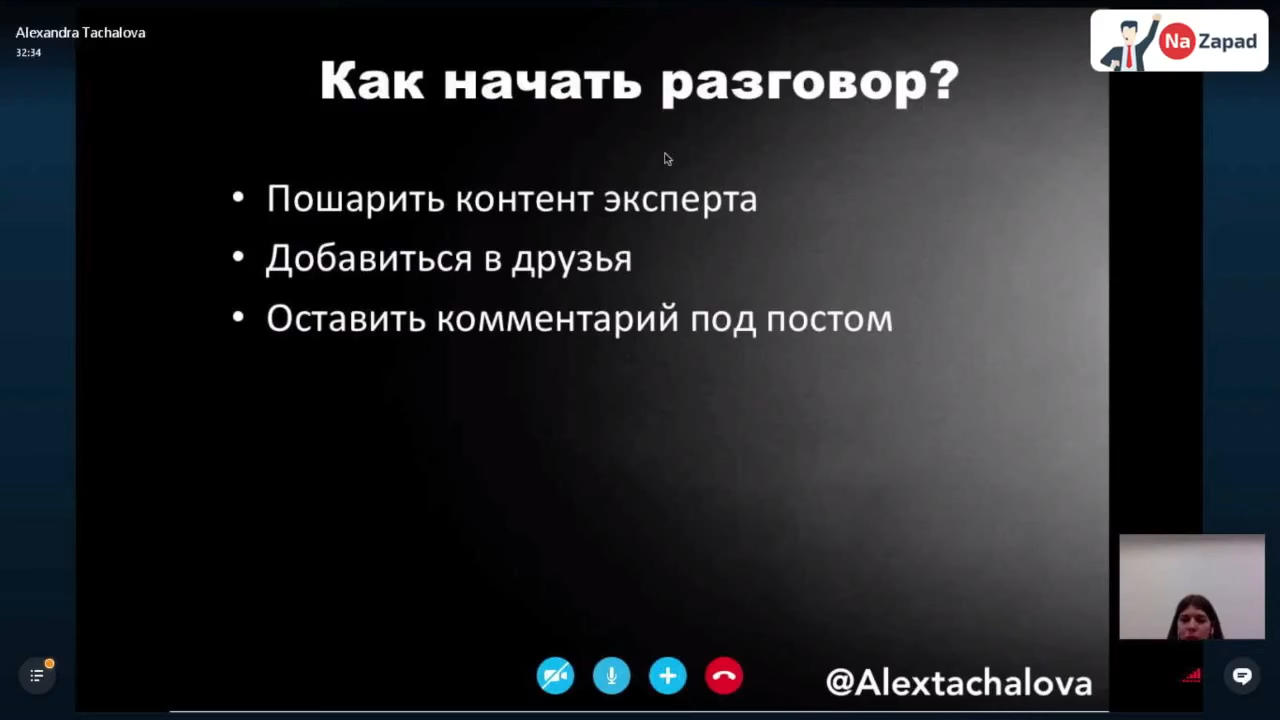 Alexandra Tachalova
32:34
Na Zapad
Как начать разговор?
• Пошарить контент эксперта
• Добавиться в друзья
• Оставить комментарий под постом
@Alextachalova